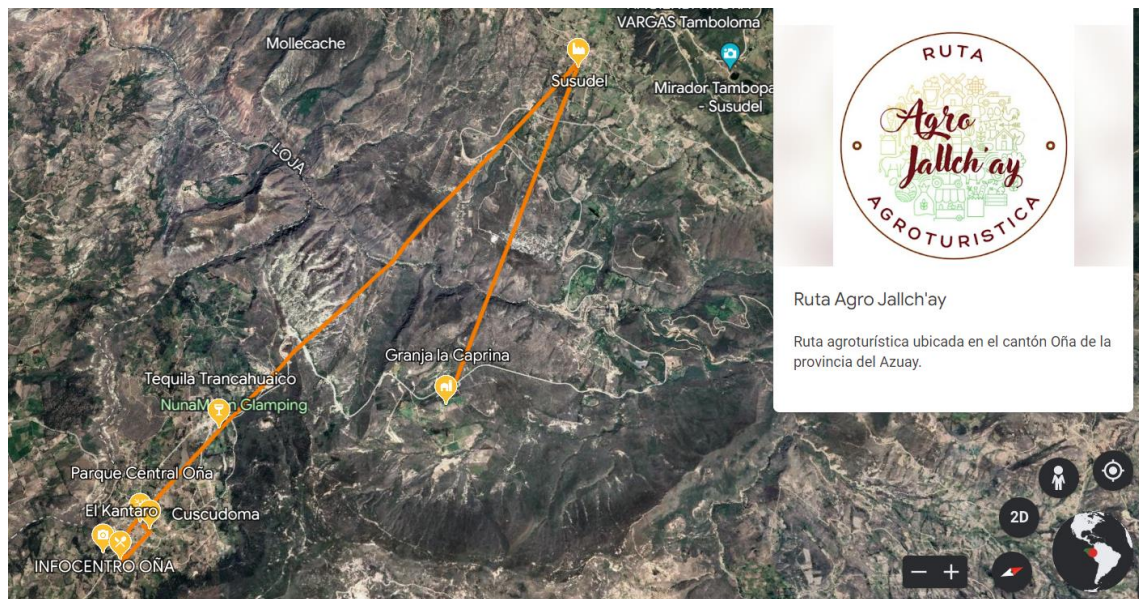 VARGAS Tamboloma
Mollecache
Susudel
Mirador Tambopa
- Susudel
LOJA
Granja la Caprina
Tequila Trancahuaico
NunaM n Glamping
Parque Central Oña
El Kantaro
Cuscudoma
INFOCENTRO OÑA
RUTA
Agro
Jallch'ay
AGROTURISTICA
Ruta Agro Jallch'ay
Ruta agroturística ubicada en el cantón Oña de la
provincia del Azuay.
2D